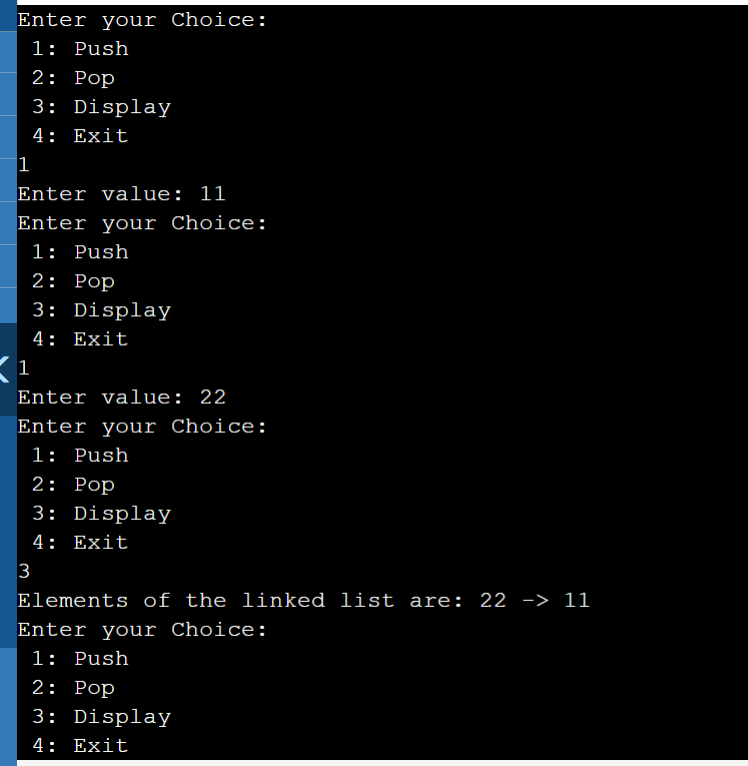 Enter your Choice:
1: Push
2: Pop
3: Display
4: Exit
1
Enter value: 11
Enter your Choice:
1: Push
2: Pop
3: Display
4: Exit
1
Enter value: 22
Enter your Choice:
1: Push
2: Pop
3: Display
4: Exit
3
Elements of the linked list are: 22 -> 11
Enter your Choice:
1: Push
2: Pop
3: Display
4: Exit